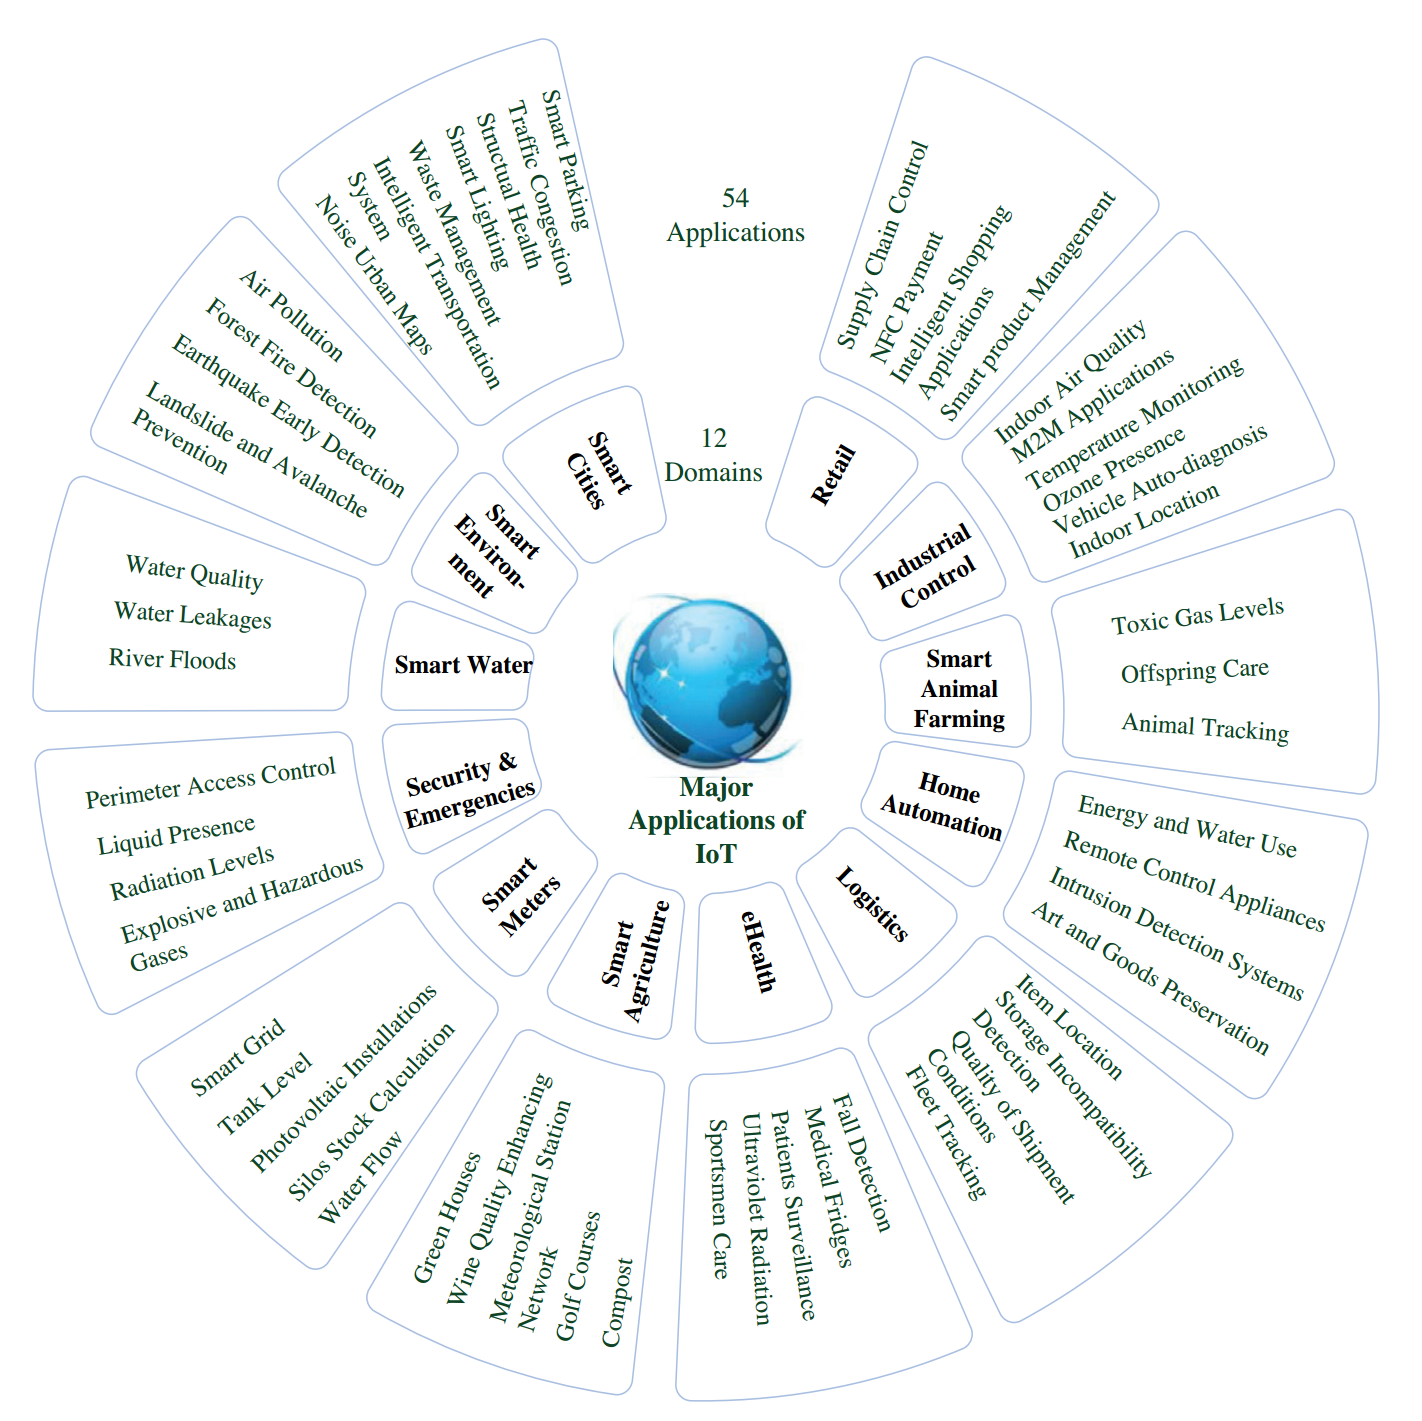 54
Applications
12
Domains
Major
Applications of
IoT
Retail
Supply Chain Control
NFC Payment
Intelligent Shopping
Applications
Smart product Management
Industrial
Control
Indoor Air Quality
M2M Applications
Temperature Monitoring
Ozone Presence
Vehicle Auto-diagnosis
Indoor Location
Smart
Animal
Farming
Toxic Gas Levels
Offspring Care
Animal Tracking
Home
Automation
Energy and Water Use
Remote Control Appliances
Intrusion Detection Systems
Art and Goods Preservation
Logistics
Item Location
Storage Incompatibility
Detection
Quality of Shipment
Conditions
Fleet Tracking
eHealth
Fall Detection
Medical Fridges
Patients Surveillance
Ultraviolet Radiation
Sportsmen Care
Smart
Agriculture
Green Houses
Wine Quality Enhancing
Meteorological Station
Network
Golf Courses
Compost
Smart
Meters
Smart Grid
Tank Level
Photovoltaic Installations
Silos Stock Calculation
Water Flow
Security &
Emergencies
Perimeter Access Control
Liquid Presence
Radiation Levels
Explosive and Hazardous
Gases
Smart Water
Water Quality
Water Leakages
River Floods
Smart
Environ-
ment
Air Pollution
Forest Fire Detection
Earthquake Early Detection
Landslide and Avalanche
Prevention
Smart
Cities
Smart Parking
Traffic Congestion
Structual Health
Smart Lighting
Waste Management
Intelligent Transportation
System
Noise Urban Maps